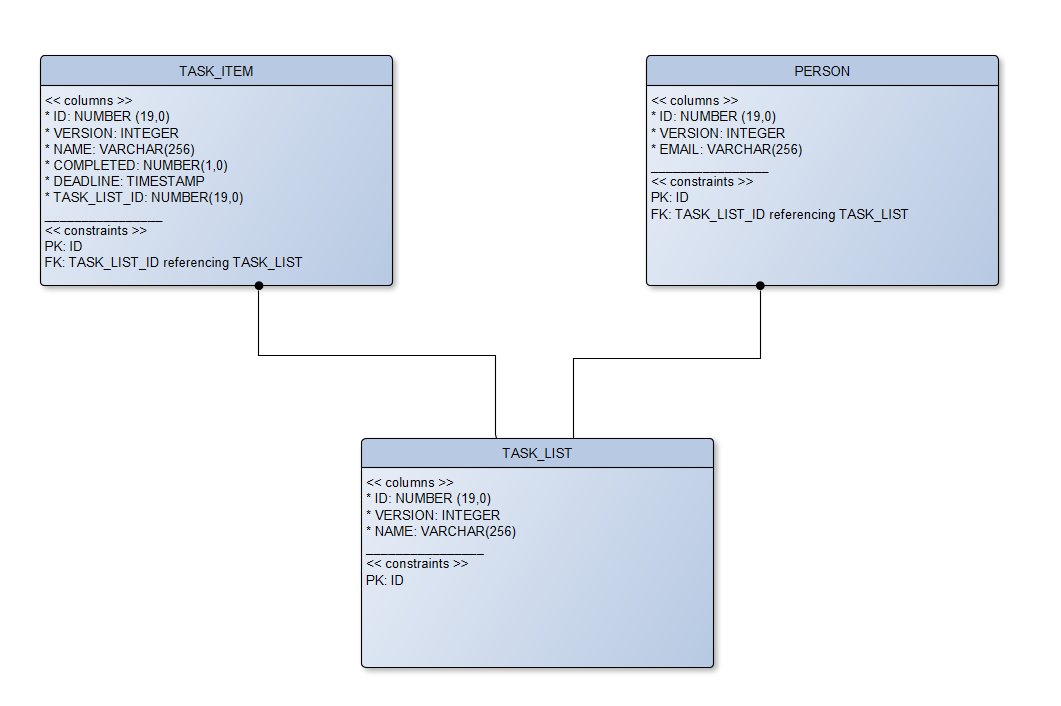 TASK_ITEM
<< columns >>
* ID: NUMBER (19,0)
* VERSION: INTEGER
* NAME: VARCHAR(256)
* COMPLETED: NUMBER(1,0)
* DEADLINE: TIMESTAMP
* TASK_LIST_ID: NUMBER(19,0)
________________
<< constraints >>
PK: ID
FK: TASK_LIST_ID referencing TASK_LIST
PERSON
<< columns >>
* ID: NUMBER (19,0)
* VERSION: INTEGER
* EMAIL: VARCHAR(256)
________________
<< constraints >>
PK: ID
FK: TASK_LIST_ID referencing TASK_LIST
TASK_LIST
<< columns >>
* ID: NUMBER (19,0)
* VERSION: INTEGER
* NAME: VARCHAR(256)
________________
<< constraints >>
PK: ID